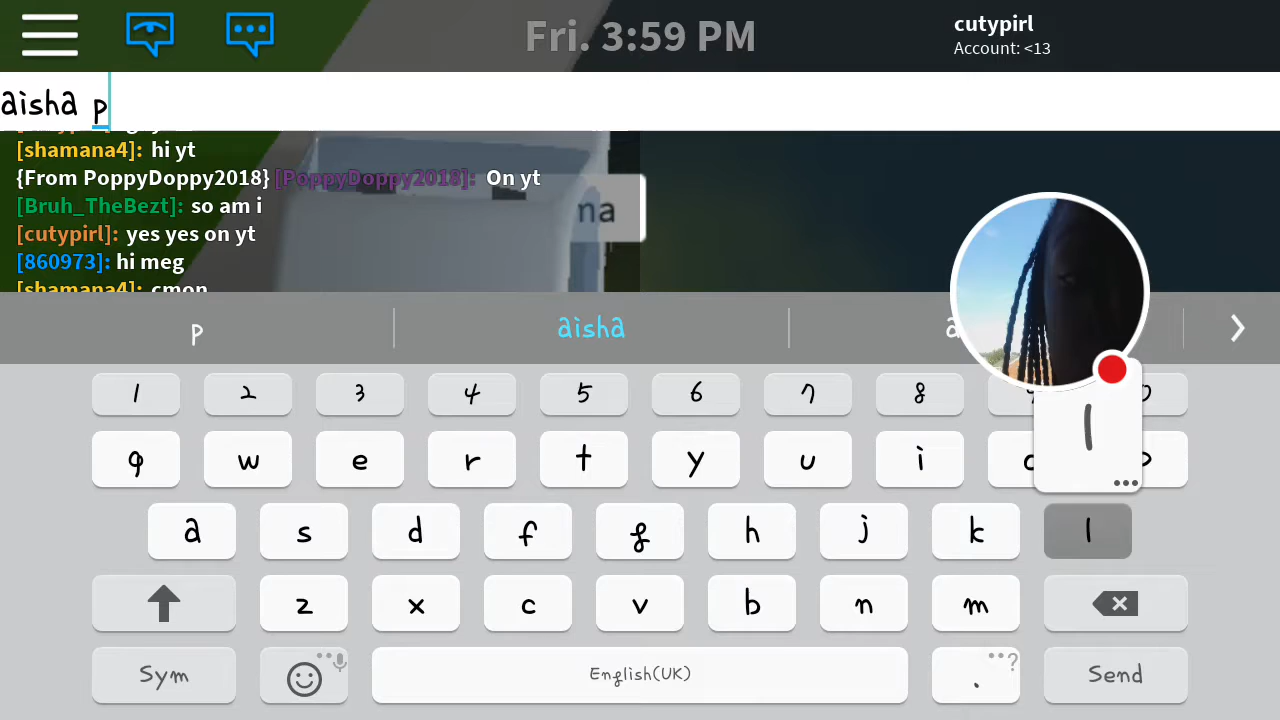 Fri. 3:59 PM
cutypirl
Account: <13
aisha p
[shamana4]: hi yt
{From PoppyDoppy2018} [PoppyDoppy2018]: On yt
[Bruh_TheBezt]: so am i
[cutypirl]: yes yes on yt
[860973]: hi meg
[shamana4]: cmon
p
aisha
1 2 3 4 5 6 7 8
q w e r t y u i
l
a s d f g h j k l
z x c v b n m
Sym
English(UK)
. ?
Send